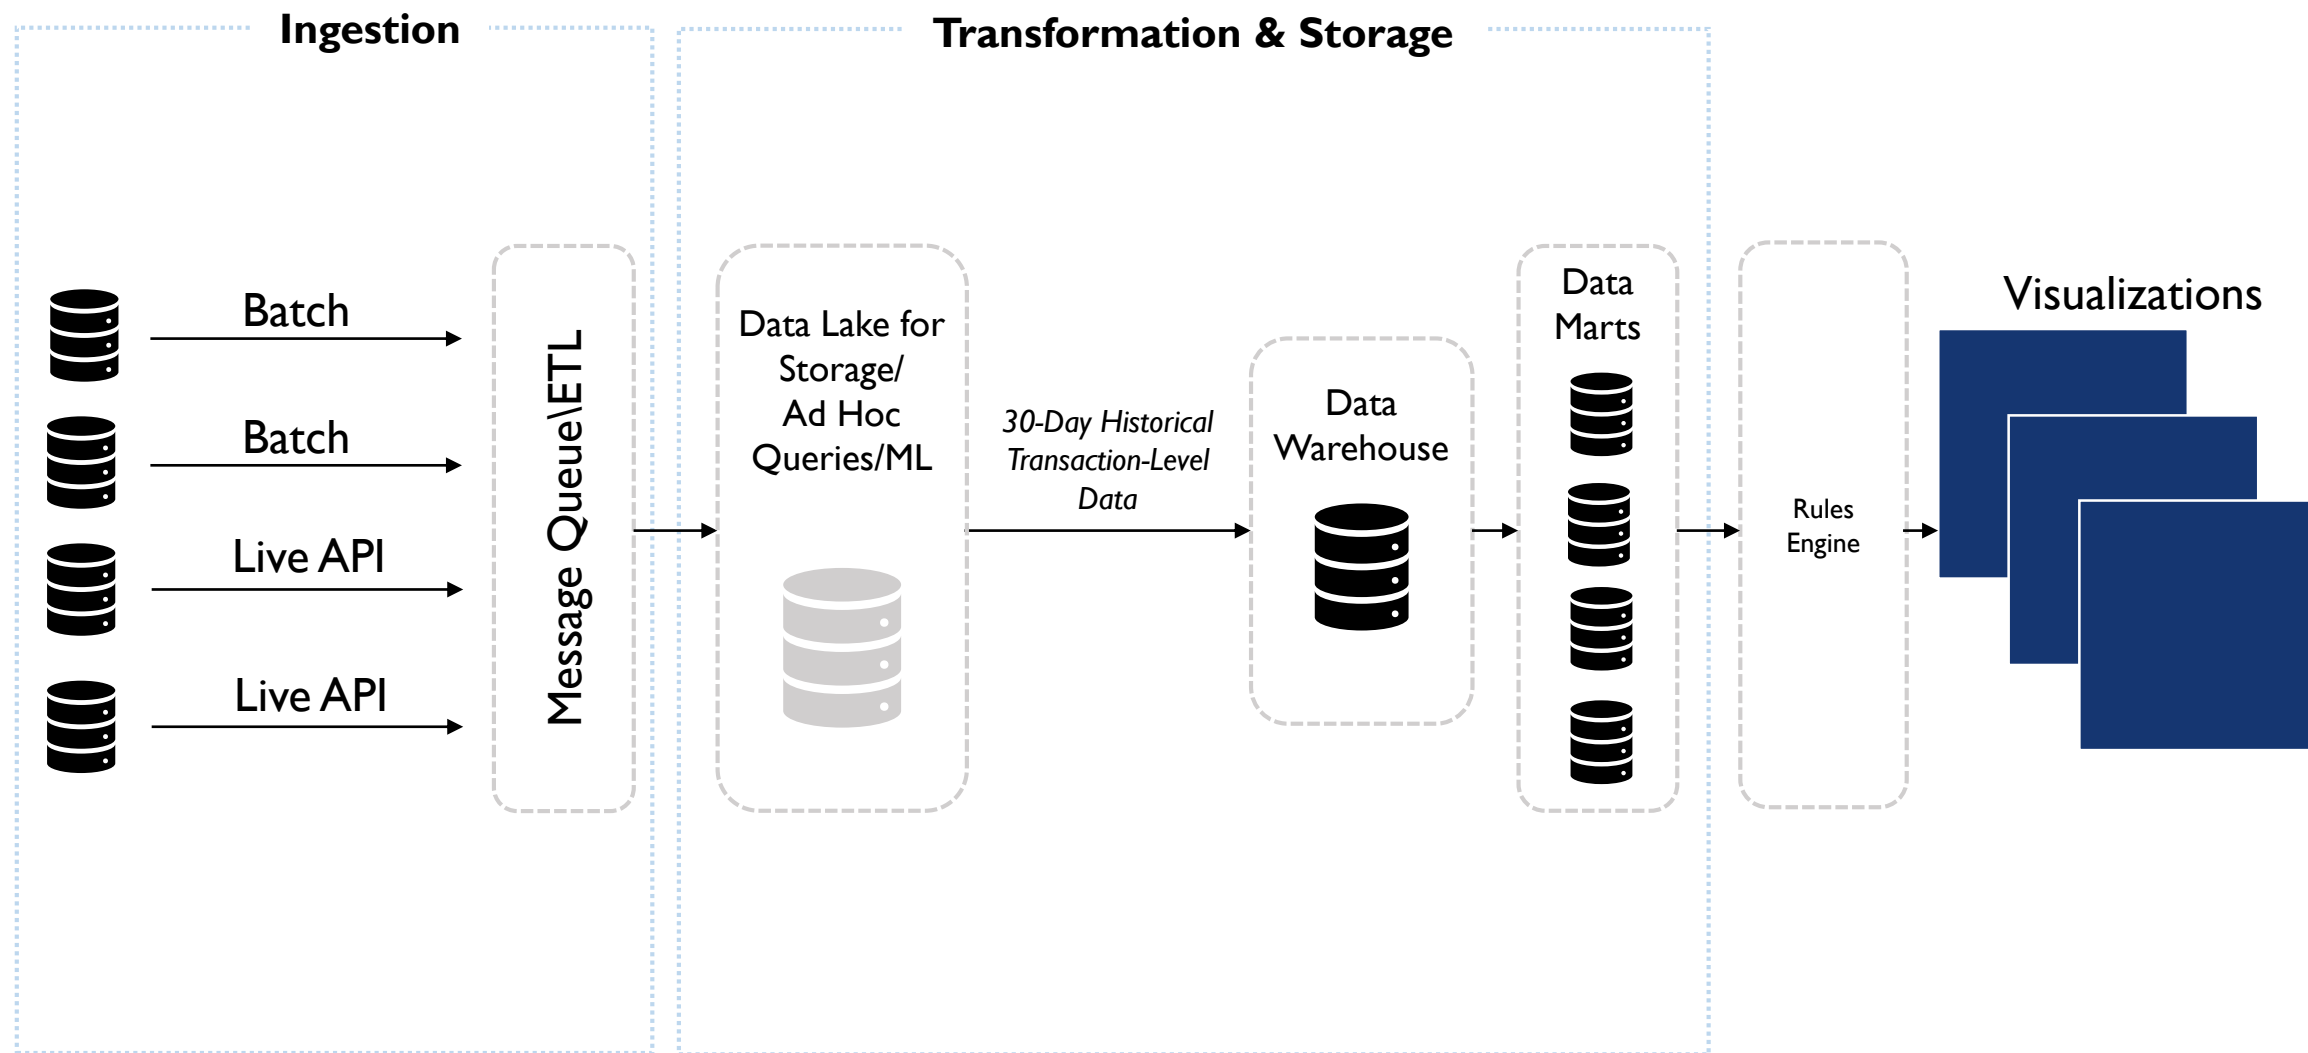 Ingestion
Transformation & Storage
Batch
Batch
Live API
Live API
Message Queue\ETL
Data Lake for
Storage/
Ad Hoc
Queries/ML
30-Day Historical
Transaction-Level
Data
Data
Warehouse
Data
Marts
Rules
Engine
Visualizations